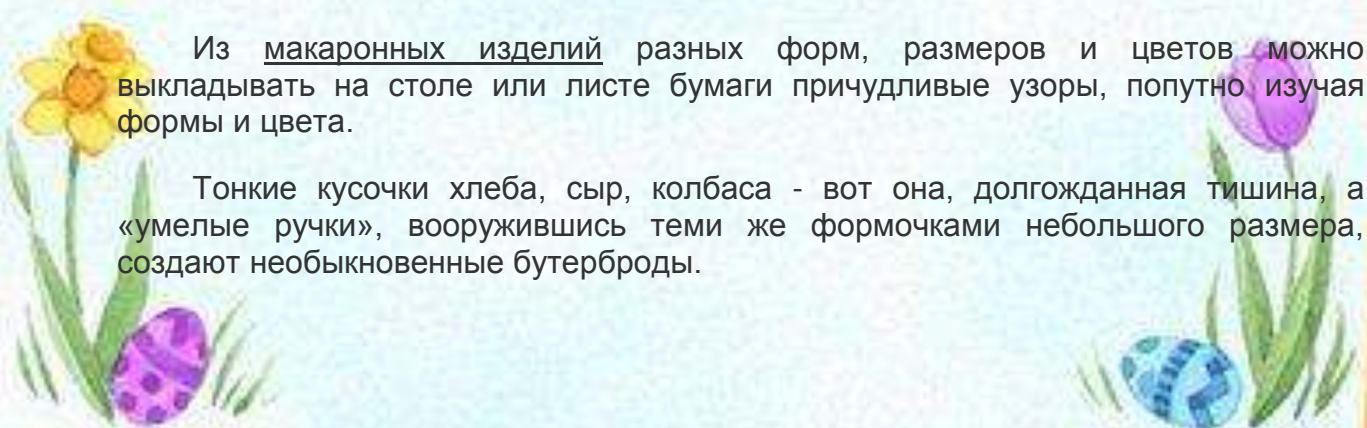 Из макаронных изделий разных форм, размеров и цветов можно
выкладывать на столе или листе бумаги причудливые узоры, попутно изучая
формы и цвета.
Тонкие кусочки хлеба, сыр, колбаса - вот она, долгожданная тишина, а
«умелые ручки», вооружившись теми же формочками небольшого размера,
создают необыкновенные бутерброды.